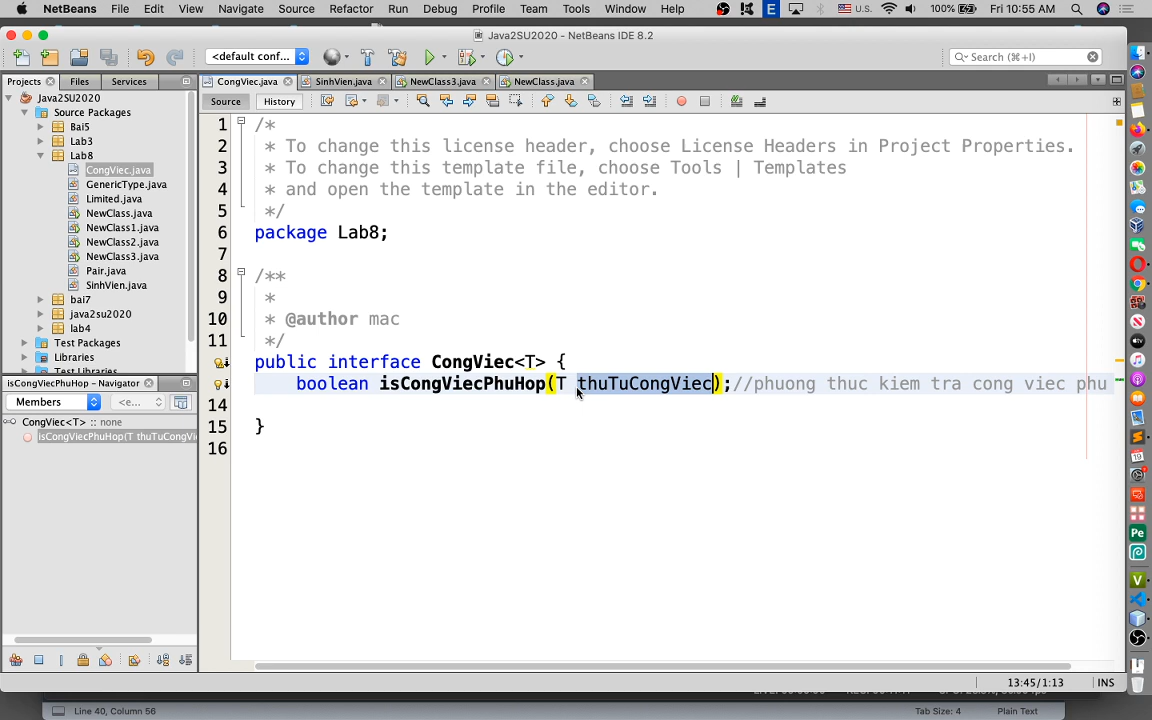 NetBeans File Edit View Navigate Source Refactor Run Debug Profile Team Tools Window Help U.S. 100% Fri 10:55 AM
Java2SU2020 - NetBeans IDE 8.2
<default conf... Search (⌘+I)
Projects Files Services CongViec.java SinhVien.java NewClass3.java NewClass.java
Source History
Java2SU2020
Source Packages
Bai5
Lab3
Lab8
CongViec.java
GenericType.java
Limited.java
NewClass.java
NewClass1.java
NewClass2.java
NewClass3.java
Pair.java
SinhVien.java
bai7
java2su2020
lab4
Test Packages
Libraries
Test Libraries
isCongViecPhuHop - Navigator
Members <e...
CongViec<T> :: none
isCongViecPhuHop(T thuTuCongVi
1 /*
2 * To change this license header, choose License Headers in Project Properties.
3 * To change this template file, choose Tools | Templates
4 * and open the template in the editor.
5 */
6 package Lab8;
7
8 /**
9 *
10 * @author mac
11 */
public interface CongViec<T> {
boolean isCongViecPhuHop(T thuTuCongViec);//phuong thuc kiem tra cong viec phu
14
15 }
16
13:45/1:13 INS
Line 40, Column 56 Tab Size: 4 Plain Text